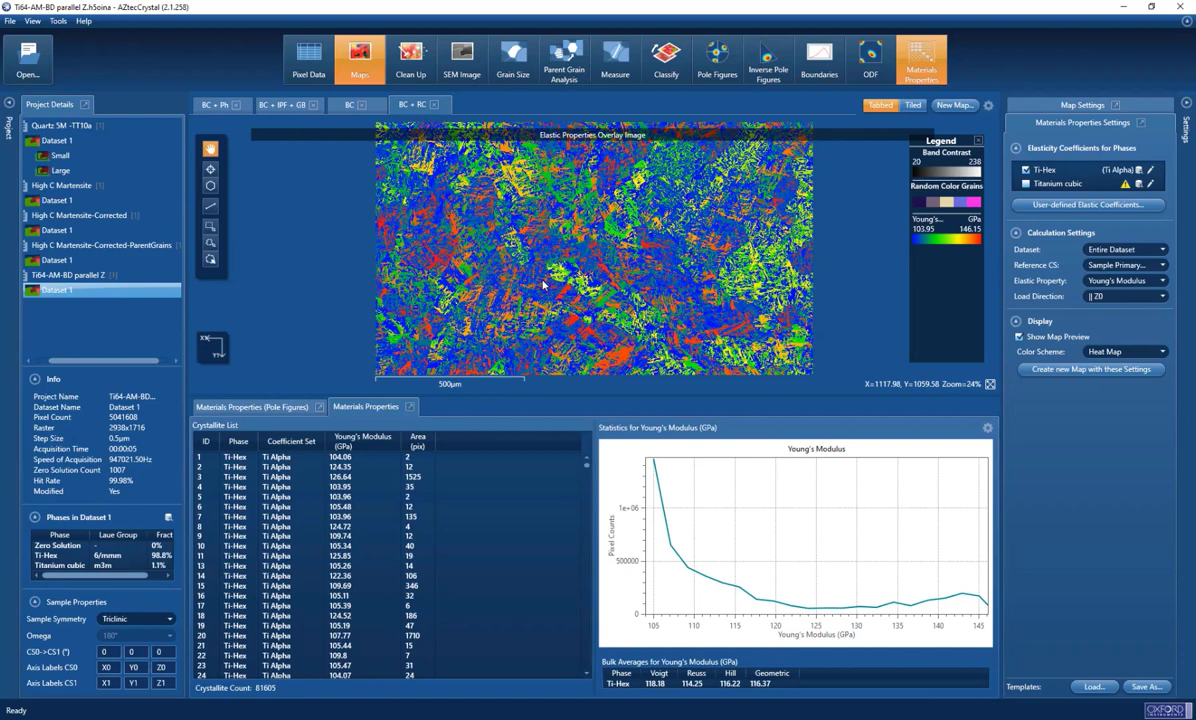 Ti64-AM-BD parallel Z.h5oina - AZtecCrystal (2.1.258)
File View Tools Help
Open...
Pixel Data
Maps
Clean Up
SEM Image
Grain Size
Parent Grain
Analysis
Measure
Classify
Pole Figures
Inverse Pole
Figures
Boundaries
ODF
Materials
Properties
Project
Project Details
Quartz 5M -TT10a [1]
Dataset 1
Small
Large
High C Martensite [1]
Dataset 1
High C Martensite-Corrected [1]
Dataset 1
High C Martensite-Corrected-ParentGrains
Dataset 1
Ti64-AM-BD parallel Z [1]
Dataset 1
Info
Project Name Ti64-AM-BD...
Dataset Name Dataset 1
Pixel Count 5041608
Raster 2938x1716
Step Size 0.5µm
Acquisition Time 00:00:05
Speed of Acquisition 947021.50Hz
Zero Solution Count 1007
Hit Rate 99.98%
Modified Yes
Phases in Dataset 1
Phase Laue Group Fract
Zero Solution - 0%
Ti-Hex 6/mmm 98.8%
Titanium cubic m3m 1.1%
Sample Properties
Sample Symmetry Triclinic
Omega 180°
CS0->CS1 (°) 0 0 0
Axis Labels CS0 X0 Y0 Z0
Axis Labels CS1 X1 Y1 Z1
BC + Ph BC + IPF + GB BC BC + RC
Tabbed Tiled New Map...
Elastic Properties Overlay Image
Legend
Band Contrast
20 238
Random Color Grains
Young's... GPa
103.95 146.15
500µm
X=1117.98, Y=1059.58 Zoom=24%
Materials Properties (Pole Figures) Materials Properties
Crystallite List
ID Phase Coefficient Set Young's Modulus (GPa) Area (pix)
1 Ti-Hex Ti Alpha 104.06 2
2 Ti-Hex Ti Alpha 124.35 12
3 Ti-Hex Ti Alpha 126.64 1525
4 Ti-Hex Ti Alpha 103.95 35
5 Ti-Hex Ti Alpha 103.96 2
6 Ti-Hex Ti Alpha 105.48 12
7 Ti-Hex Ti Alpha 103.96 135
8 Ti-Hex Ti Alpha 124.72 4
9 Ti-Hex Ti Alpha 109.74 12
10 Ti-Hex Ti Alpha 105.34 40
11 Ti-Hex Ti Alpha 125.85 19
13 Ti-Hex Ti Alpha 105.26 14
14 Ti-Hex Ti Alpha 122.36 106
15 Ti-Hex Ti Alpha 109.69 346
16 Ti-Hex Ti Alpha 105.11 32
17 Ti-Hex Ti Alpha 105.39 6
18 Ti-Hex Ti Alpha 124.52 186
19 Ti-Hex Ti Alpha 105.19 47
20 Ti-Hex Ti Alpha 107.77 1710
21 Ti-Hex Ti Alpha 105.44 15
22 Ti-Hex Ti Alpha 109.8 7
23 Ti-Hex Ti Alpha 105.47 31
24 Ti-Hex Ti Alpha 104.07 24
Crystallite Count: 81605
Statistics for Young's Modulus (GPa)
Young's Modulus
Pixel Counts
1e+06
500000
0
105 110 115 120 125 130 135 140 145
Young's Modulus (GPa)
Bulk Averages for Young's Modulus (GPa)
Phase Voigt Reuss Hill Geometric
Ti-Hex 118.18 114.25 116.22 116.37
Settings
Map Settings
Materials Properties Settings
Elasticity Coefficients for Phases
Ti-Hex (Ti Alpha)
Titanium cubic
User-defined Elastic Coefficients...
Calculation Settings
Dataset: Entire Dataset
Reference CS: Sample Primary...
Elastic Property: Young's Modulus
Load Direction: || Z0
Display
Show Map Preview
Color Scheme: Heat Map
Create new Map with these Settings
Templates: Load... Save As...
Ready
OXFORD
INSTRUMENTS